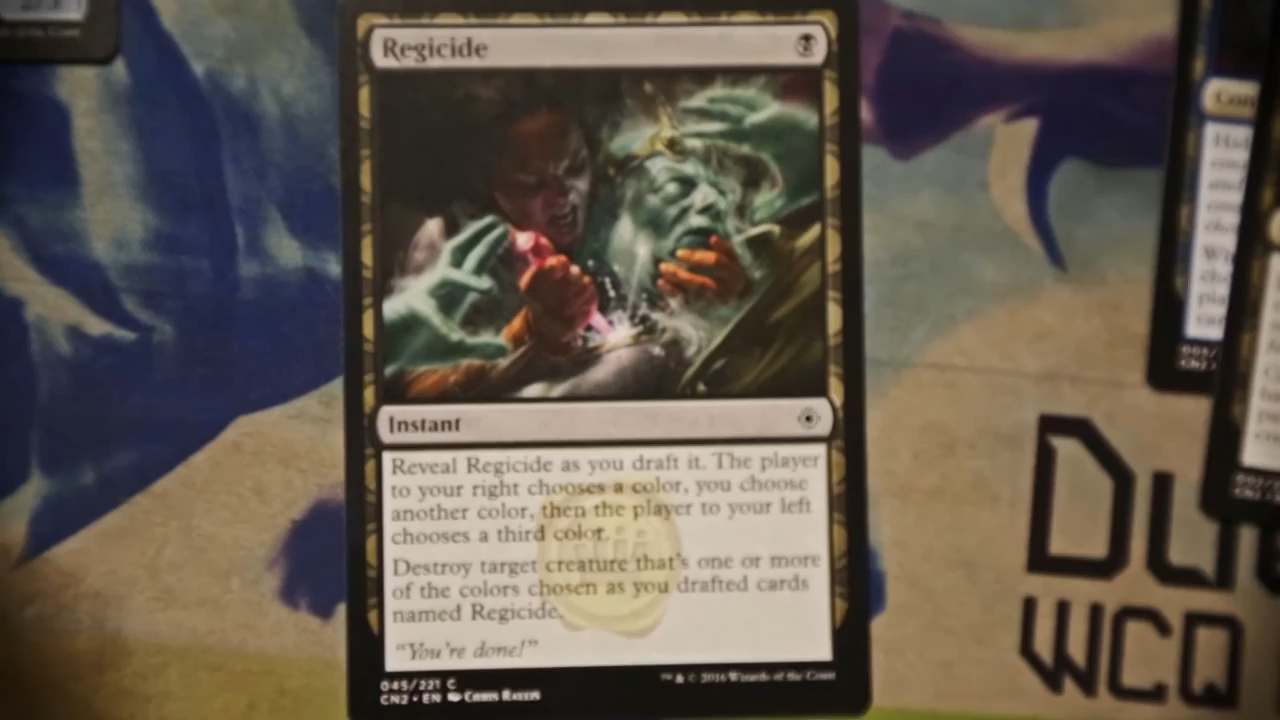 Regicide
Instant
Reveal Regicide as you draft it. The player
to your right chooses a color, you choose
another color, then the player to your left
chooses a third color.
Destroy target creature that's one or more
of the colors chosen as you drafted cards
named Regicide.
"You're done!"
045/221 C
CN2 • EN Chris Rallis
™ & © 2016 Wizards of the Coast
WCQ